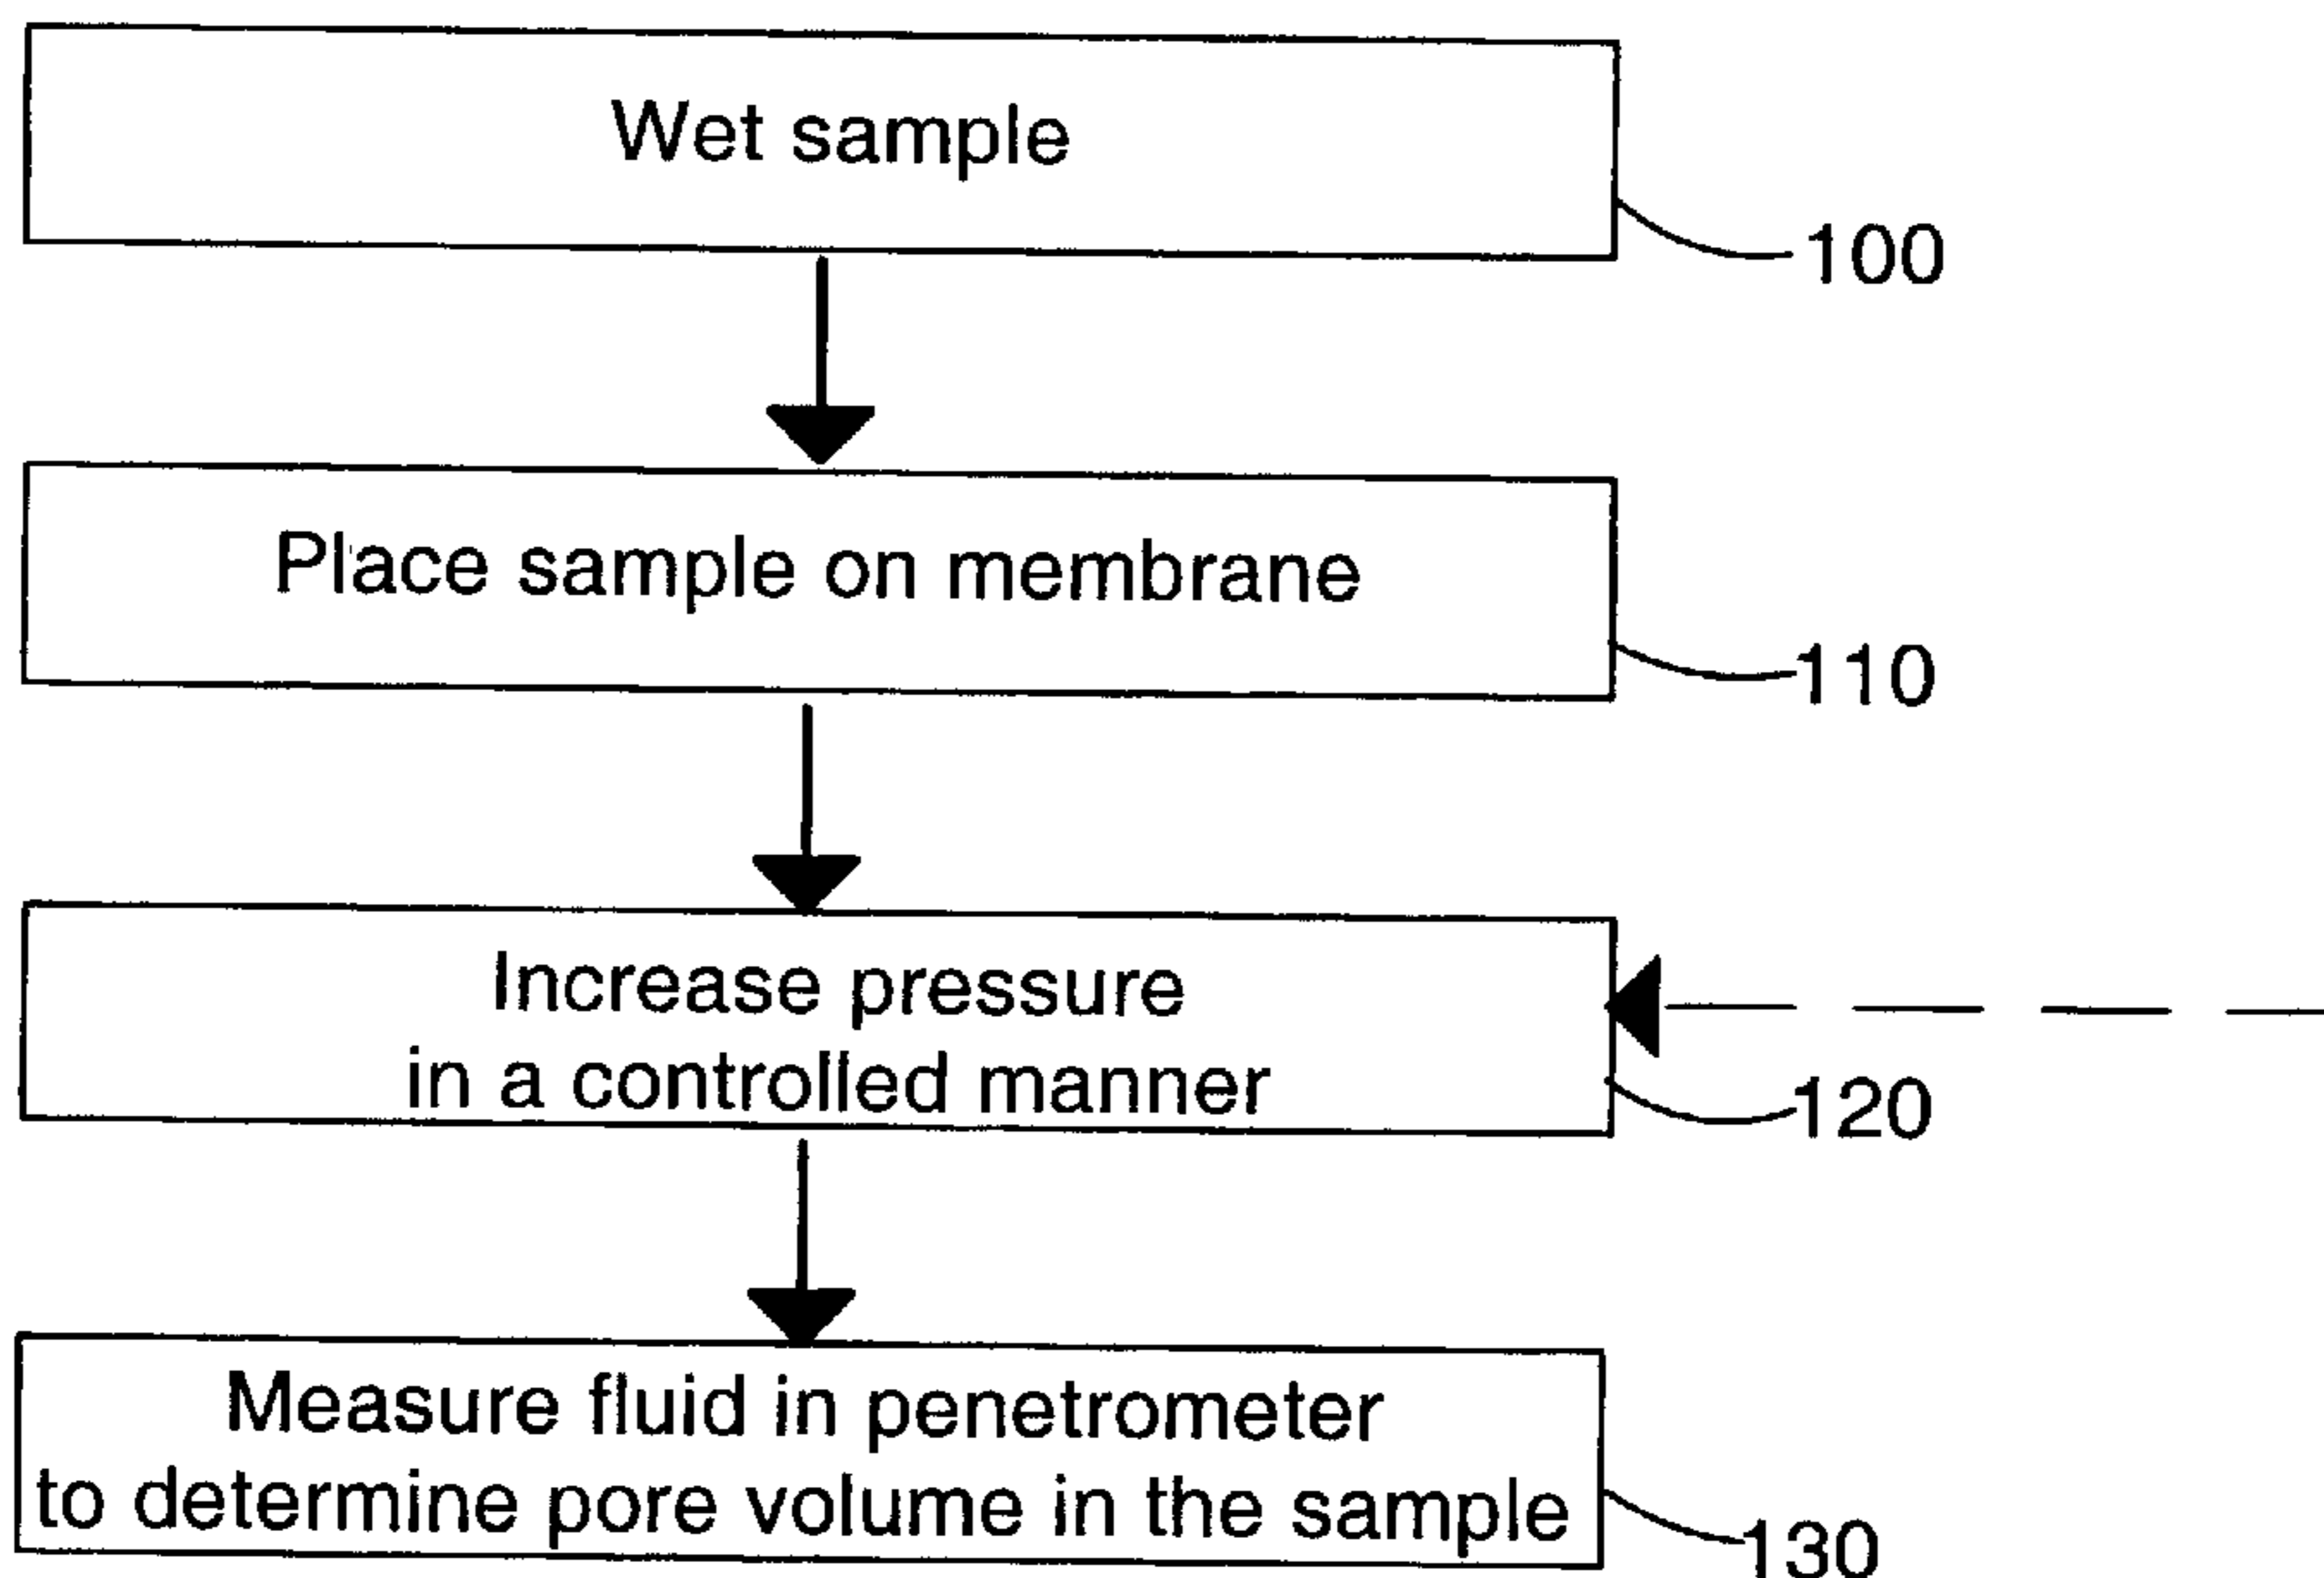 Wet sample
100
Place sample on membrane
110
Increase pressure
in a controlled manner
120
Measure fluid in penetrometer
to determine pore volume in the sample
130